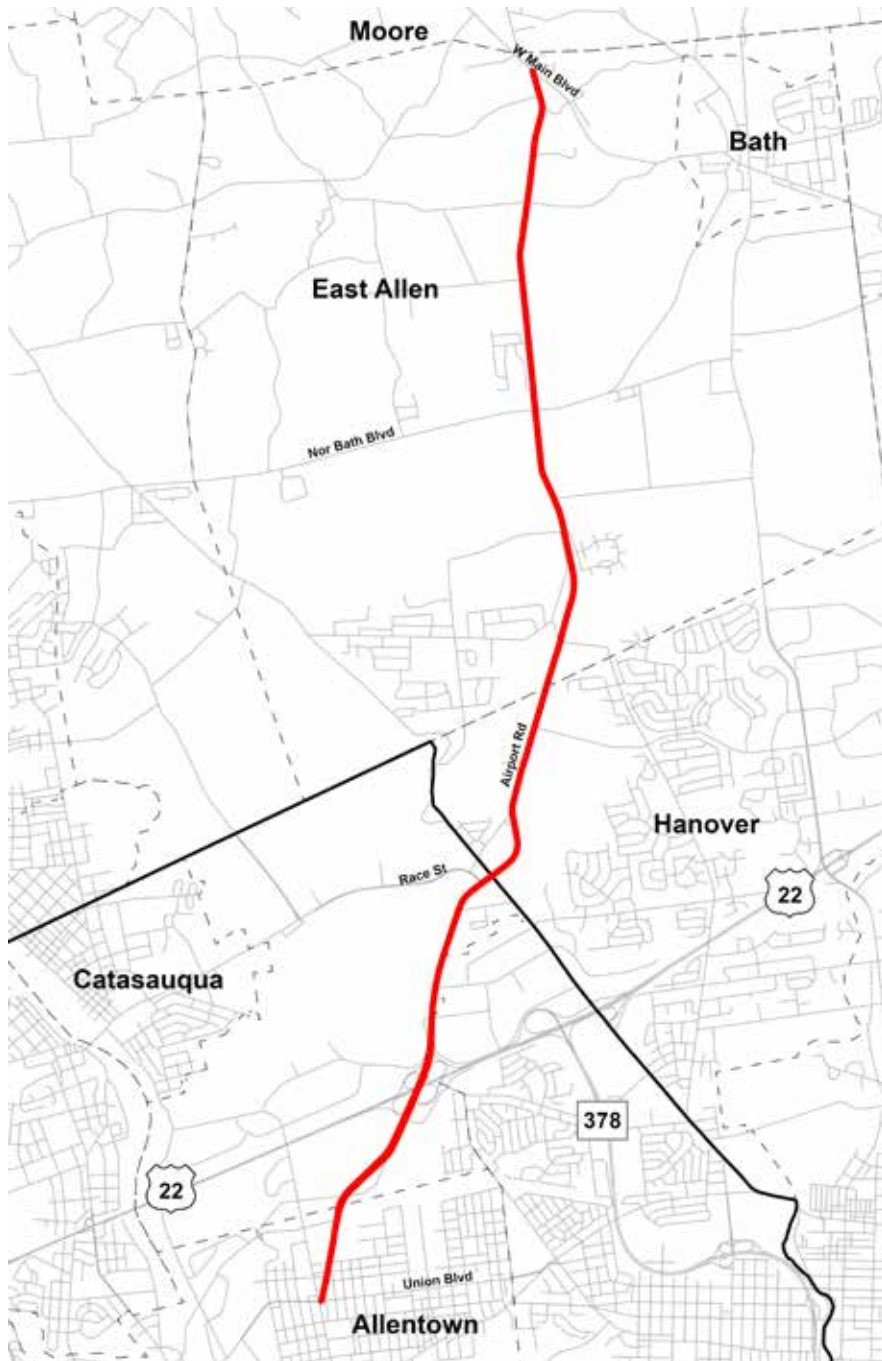 Moore
W Main Blvd
Bath
East Allen
Nor Bath Blvd
Airport Rd
Hanover
Race St
22
Catasauqua
378
22
Union Blvd
Allentown